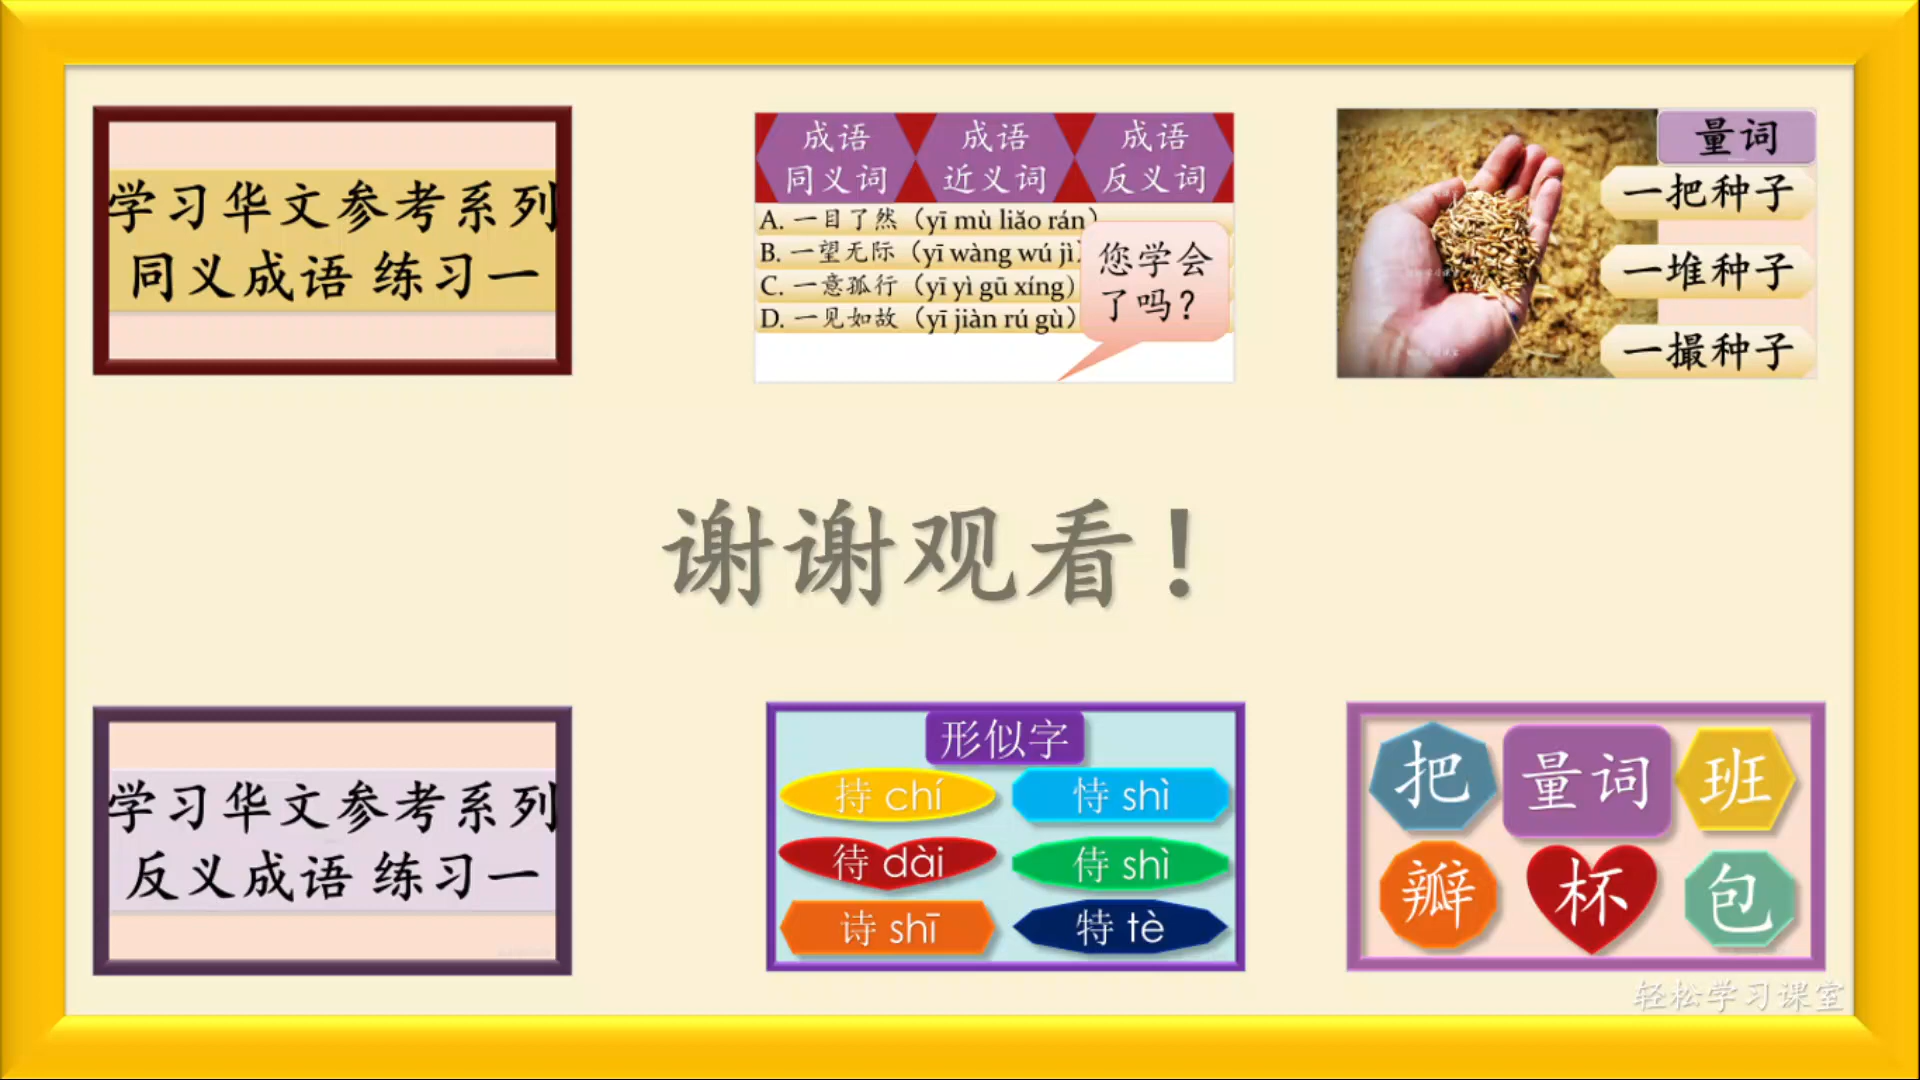 学习华文参考系列
同义成语 练习一
成语
同义词
成语
近义词
成语
反义词
A. 一目了然（yī mù liǎo rán）
B. 一望无际（yī wàng wú jì）
C. 一意孤行（yī yì gū xíng）
D. 一见如故（yī jiàn rú gù）
您学会
了吗？
量词
一把种子
一堆种子
一撮种子
谢谢观看！
学习华文参考系列
反义成语 练习一
形似字
持 chí
恃 shì
待 dài
侍 shì
诗 shī
特 tè
把
量词
班
瓣
杯
包
轻松学习课室